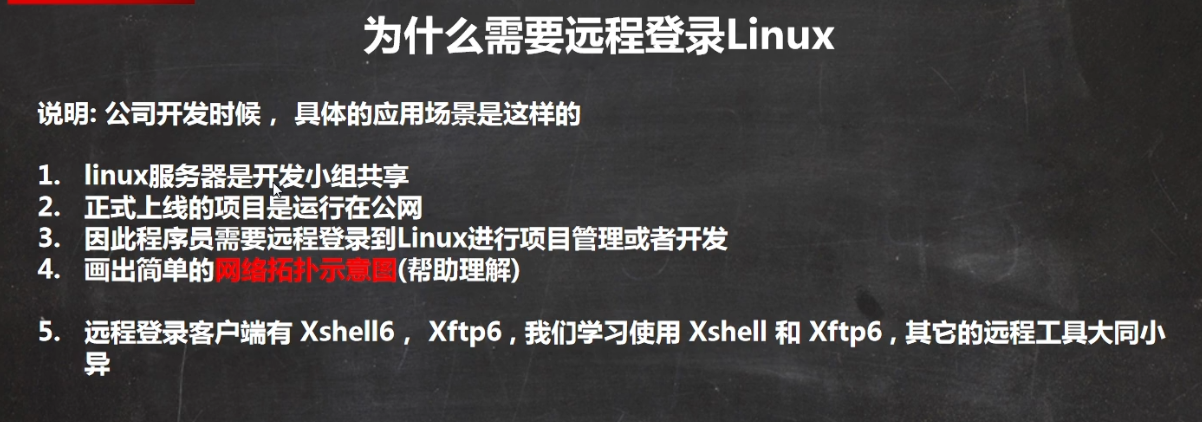 为什么需要远程登录Linux
说明: 公司开发时候， 具体的应用场景是这样的
1. linux服务器是开发小组共享
2. 正式上线的项目是运行在公网
3. 因此程序员需要远程登录到Linux进行项目管理或者开发
4. 画出简单的网络拓扑示意图(帮助理解)
5. 远程登录客户端有 Xshell6， Xftp6 , 我们学习使用 Xshell 和 Xftp6 , 其它的远程工具大同小
异